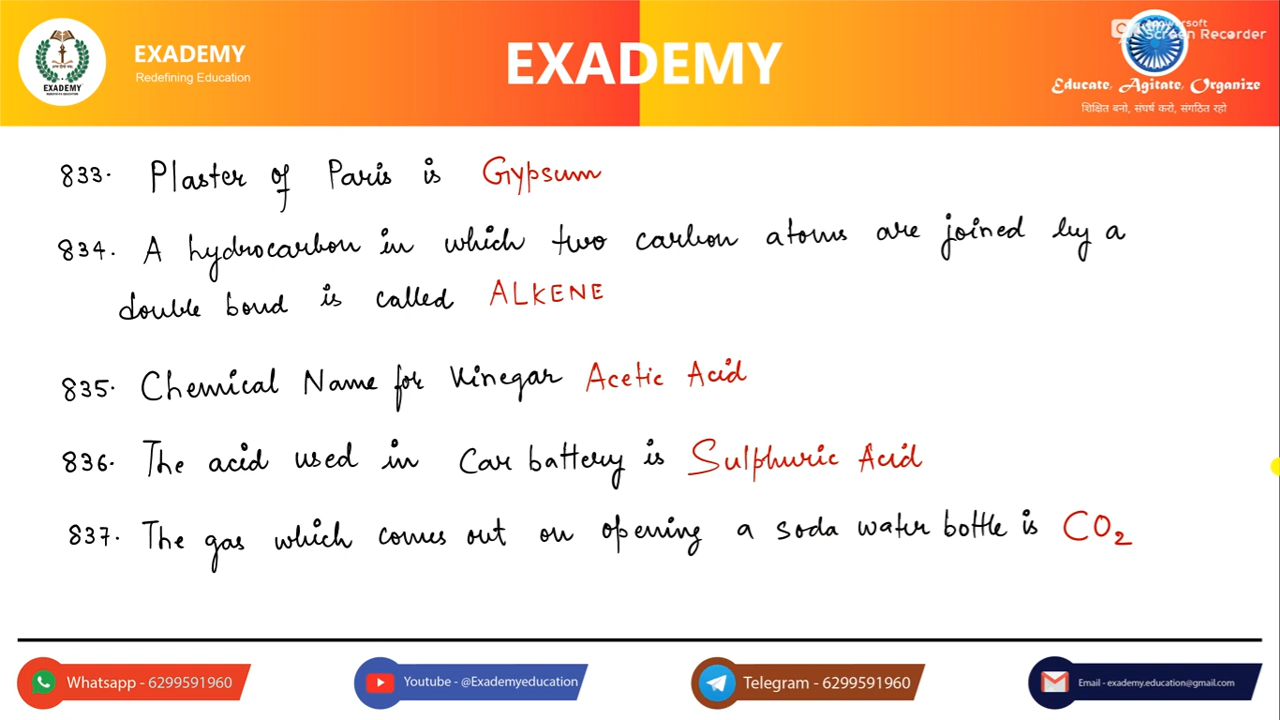 EXADEMY
EXADEMY
Redefining Education
EXADEMY
Screen Recorder
Educate, Agitate, Organize
शिक्षित बनो, संघर्ष करो, संगठित रहो
833. Plaster of Paris is Gypsum
834. A hydrocarbon in which two carbon atoms are joined by a
double bond is called ALKENE
835. Chemical Name for Vinegar Acetic Acid
836. The acid used in Car battery is Sulphuric Acid
837. The gas which comes out on opening a soda water bottle is CO₂
Whatsapp - 6299591960
Youtube - @Exademyeducation
Telegram - 6299591960
Email - exademy.education@gmail.com